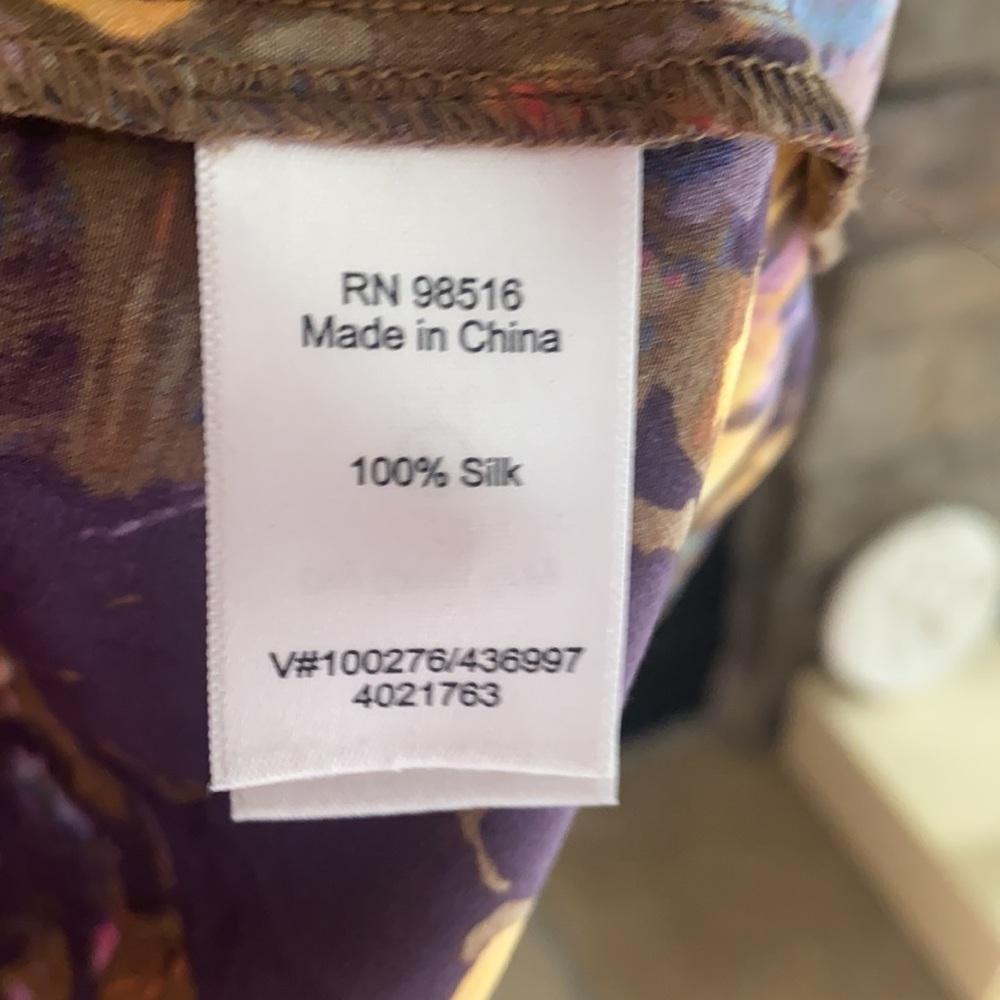 RN 98516
Made in China
100% Silk
V#100276/436997
4021763